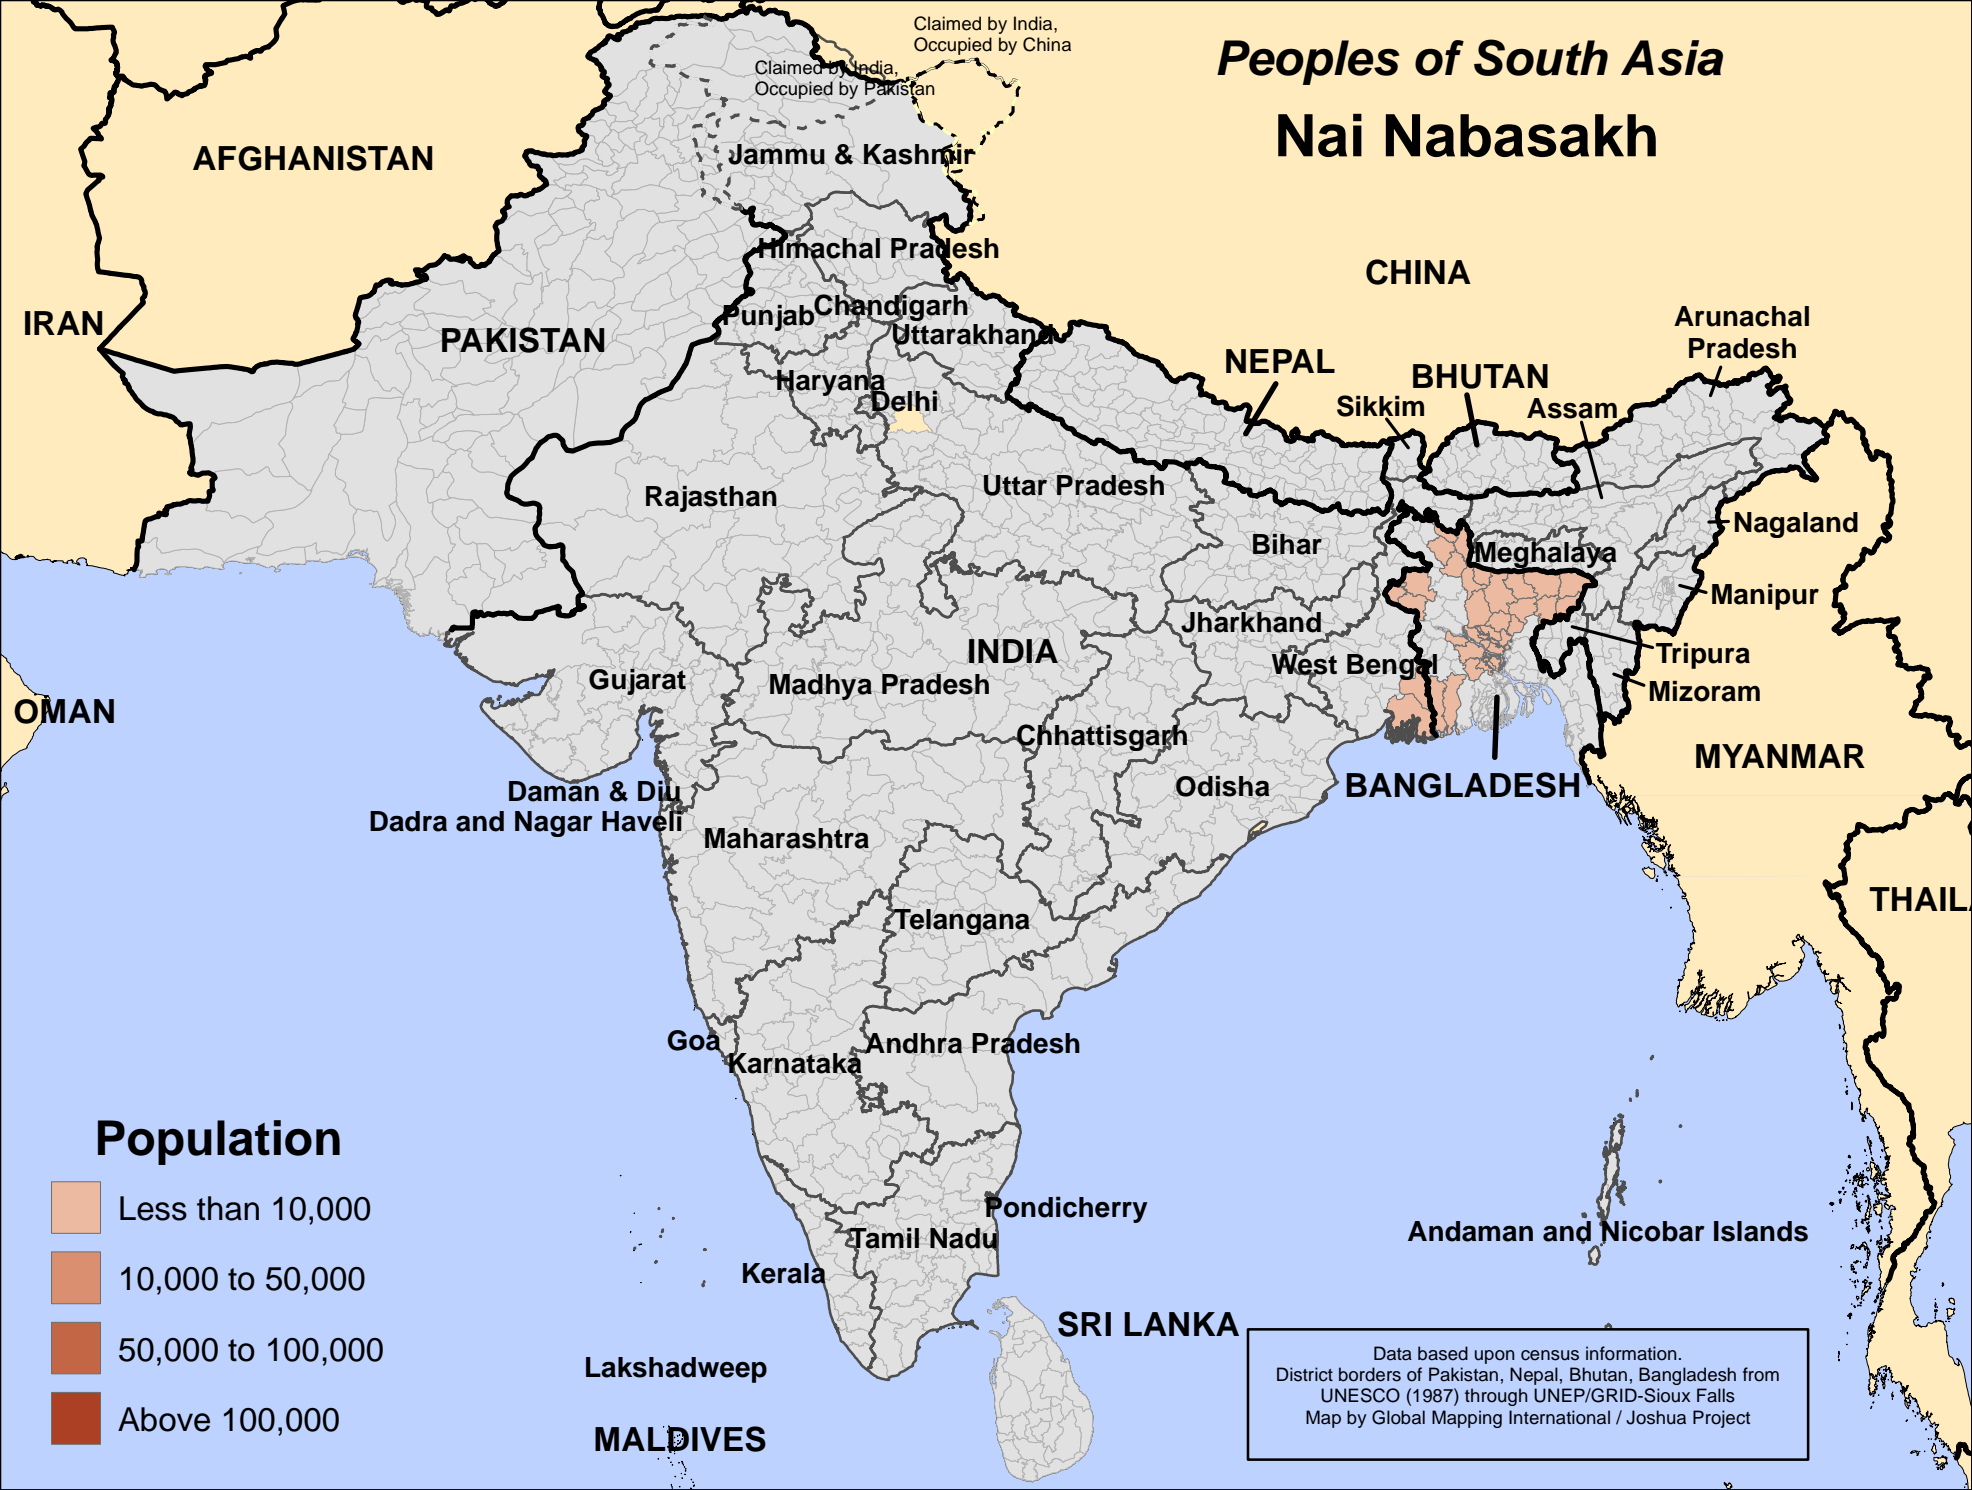 Claimed by India,
Occupied by China
Peoples of South Asia
Claimed by India,
Occupied by Pakistan
Nai Nabasakh
AFGHANISTAN
Jammu & Kashmir
Himachal Pradesh
CHINA
IRAN
PAKISTAN
Punjab
Chandigarh
Uttarakhand
Arunachal
Pradesh
NEPAL
BHUTAN
Haryana
Delhi
Sikkim
Assam
Rajasthan
Uttar Pradesh
Nagaland
Bihar
Meghalaya
Manipur
Jharkhand
INDIA
Tripura
West Bengal
Gujarat
Madhya Pradesh
Mizoram
OMAN
Chhattisgarh
MYANMAR
Odisha
BANGLADESH
Daman & Diu
Dadra and Nagar Haveli
Maharashtra
THAILA
Telangana
Goa
Andhra Pradesh
Karnataka
Population
Less than 10,000
10,000 to 50,000
50,000 to 100,000
Above 100,000
Pondicherry
Tamil Nadu
Andaman and Nicobar Islands
Kerala
SRI LANKA
Lakshadweep
MALDIVES
Data based upon census information.
District borders of Pakistan, Nepal, Bhutan, Bangladesh from
UNESCO (1987) through UNEP/GRID-Sioux Falls
Map by Global Mapping International / Joshua Project